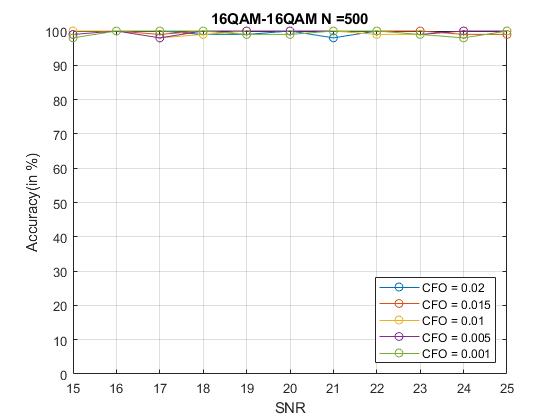 16QAM-16QAM N =500
Accuracy(in %)
100
90
80
70
60
50
40
30
20
10
0
15 16 17 18 19 20 21 22 23 24 25
SNR
CFO = 0.02
CFO = 0.015
CFO = 0.01
CFO = 0.005
CFO = 0.001